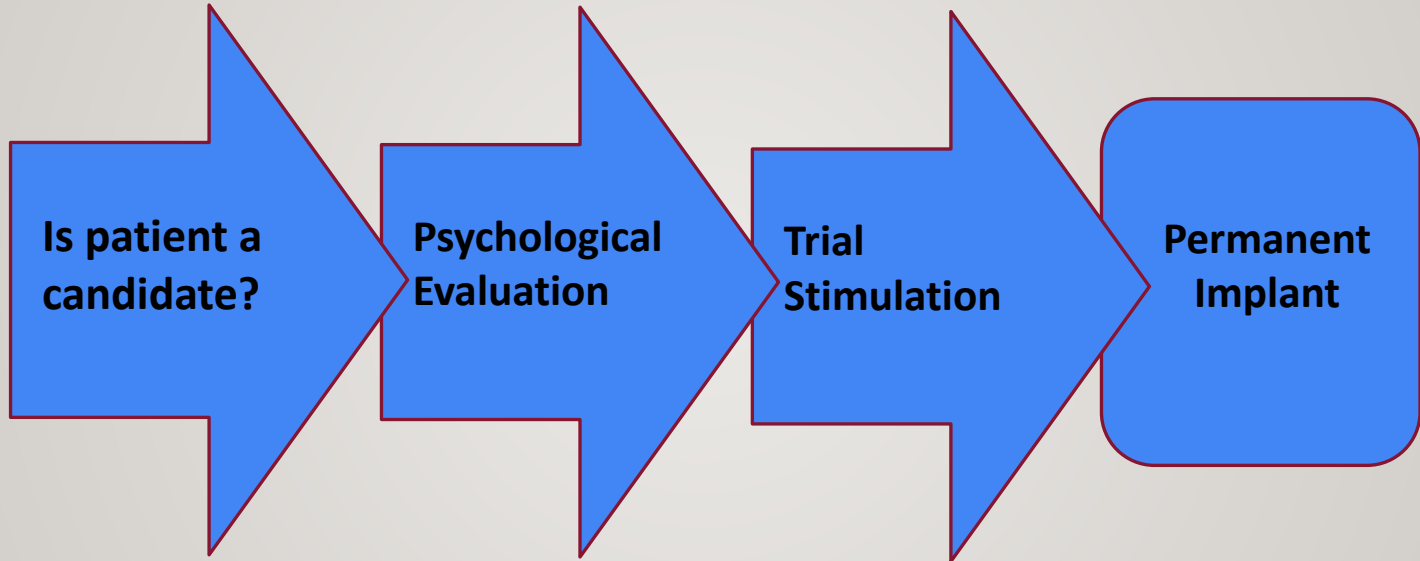 Is patient a
candidate?
Psychological
Evaluation
Trial
Stimulation
Permanent
Implant